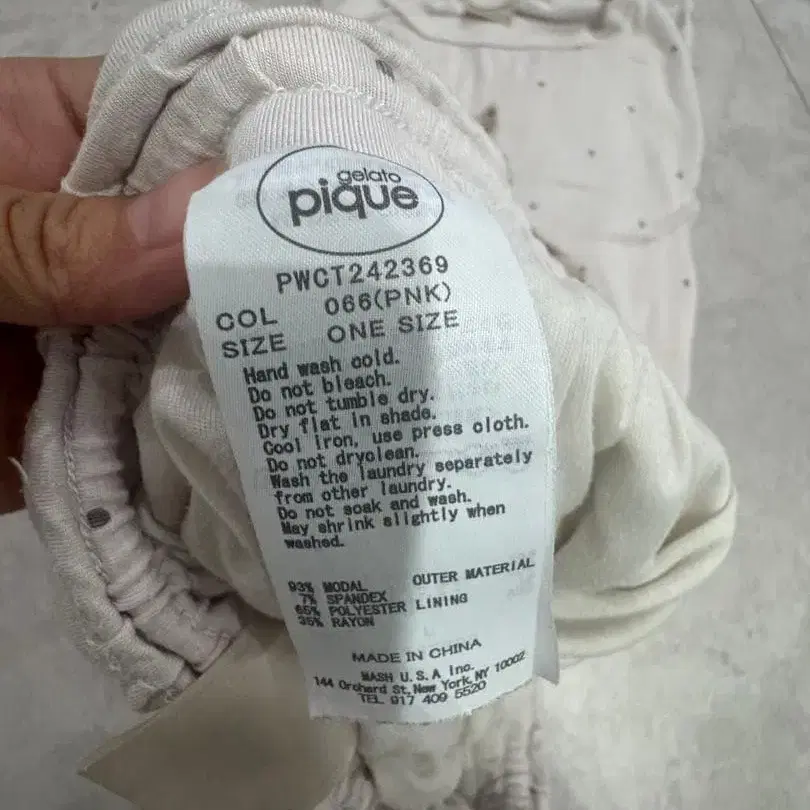 gelato
pique
PWCT242369
COL 066(PNK)
SIZE ONE SIZE
Hand wash cold.
Do not bleach.
Do not tumble dry.
Dry flat in shade.
Cool iron, use press cloth.
Do not dryclean.
Wash the laundry separately
from other laundry.
Do not soak and wash.
May shrink slightly when
washed.
93% MODAL OUTER MATERIAL
7% SPANDEX
65% POLYESTER LINING
35% RAYON
MADE IN CHINA
MASH U.S.A Inc.
144 Orchard St, New York, NY 10002
TEL 917 409 5520